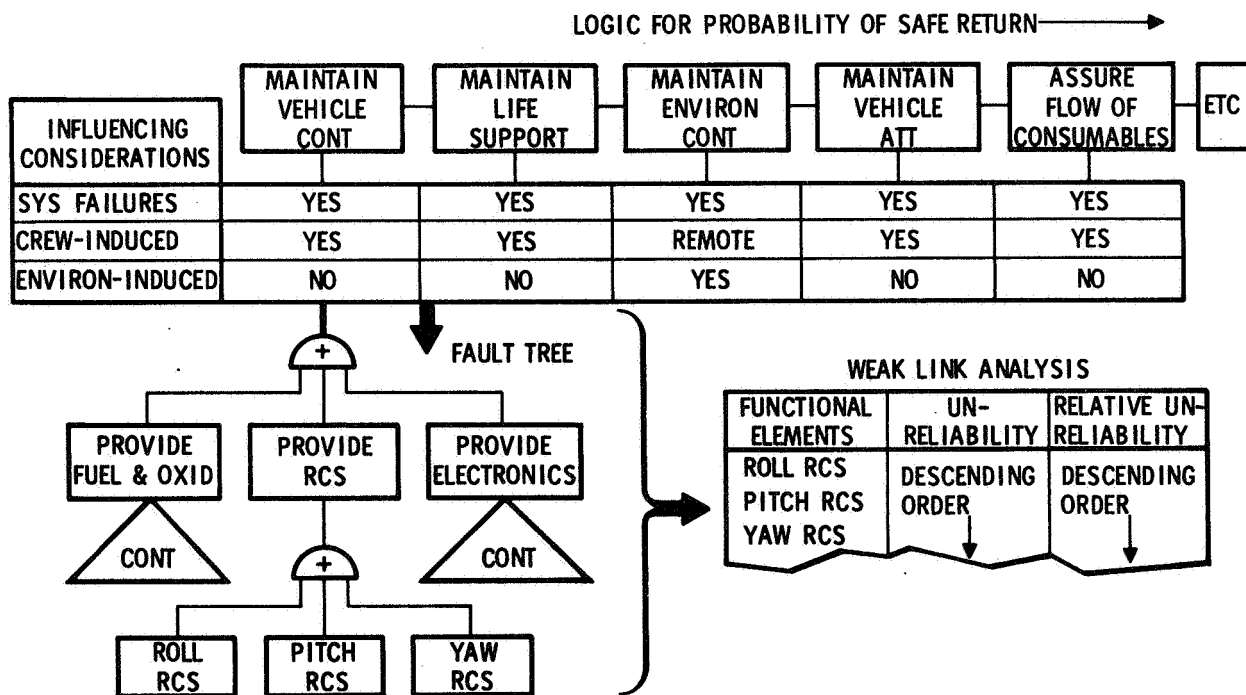 LOGIC FOR PROBABILITY OF SAFE RETURN
MAINTAIN VEHICLE CONT
MAINTAIN LIFE SUPPORT
MAINTAIN ENVIRON CONT
MAINTAIN VEHICLE ATT
ASSURE FLOW OF CONSUMABLES
ETC
INFLUENCING CONSIDERATIONS
SYS FAILURES YES YES YES YES YES
CREW-INDUCED YES YES REMOTE YES YES
ENVIRON-INDUCED NO NO YES NO NO
+
FAULT TREE
PROVIDE FUEL & OXID
PROVIDE RCS
PROVIDE ELECTRONICS
CONT
+
CONT
ROLL RCS
PITCH RCS
YAW RCS
WEAK LINK ANALYSIS
FUNCTIONAL ELEMENTS
UN-RELIABILITY
RELATIVE UN-RELIABILITY
ROLL RCS
PITCH RCS
YAW RCS
DESCENDING ORDER
DESCENDING ORDER